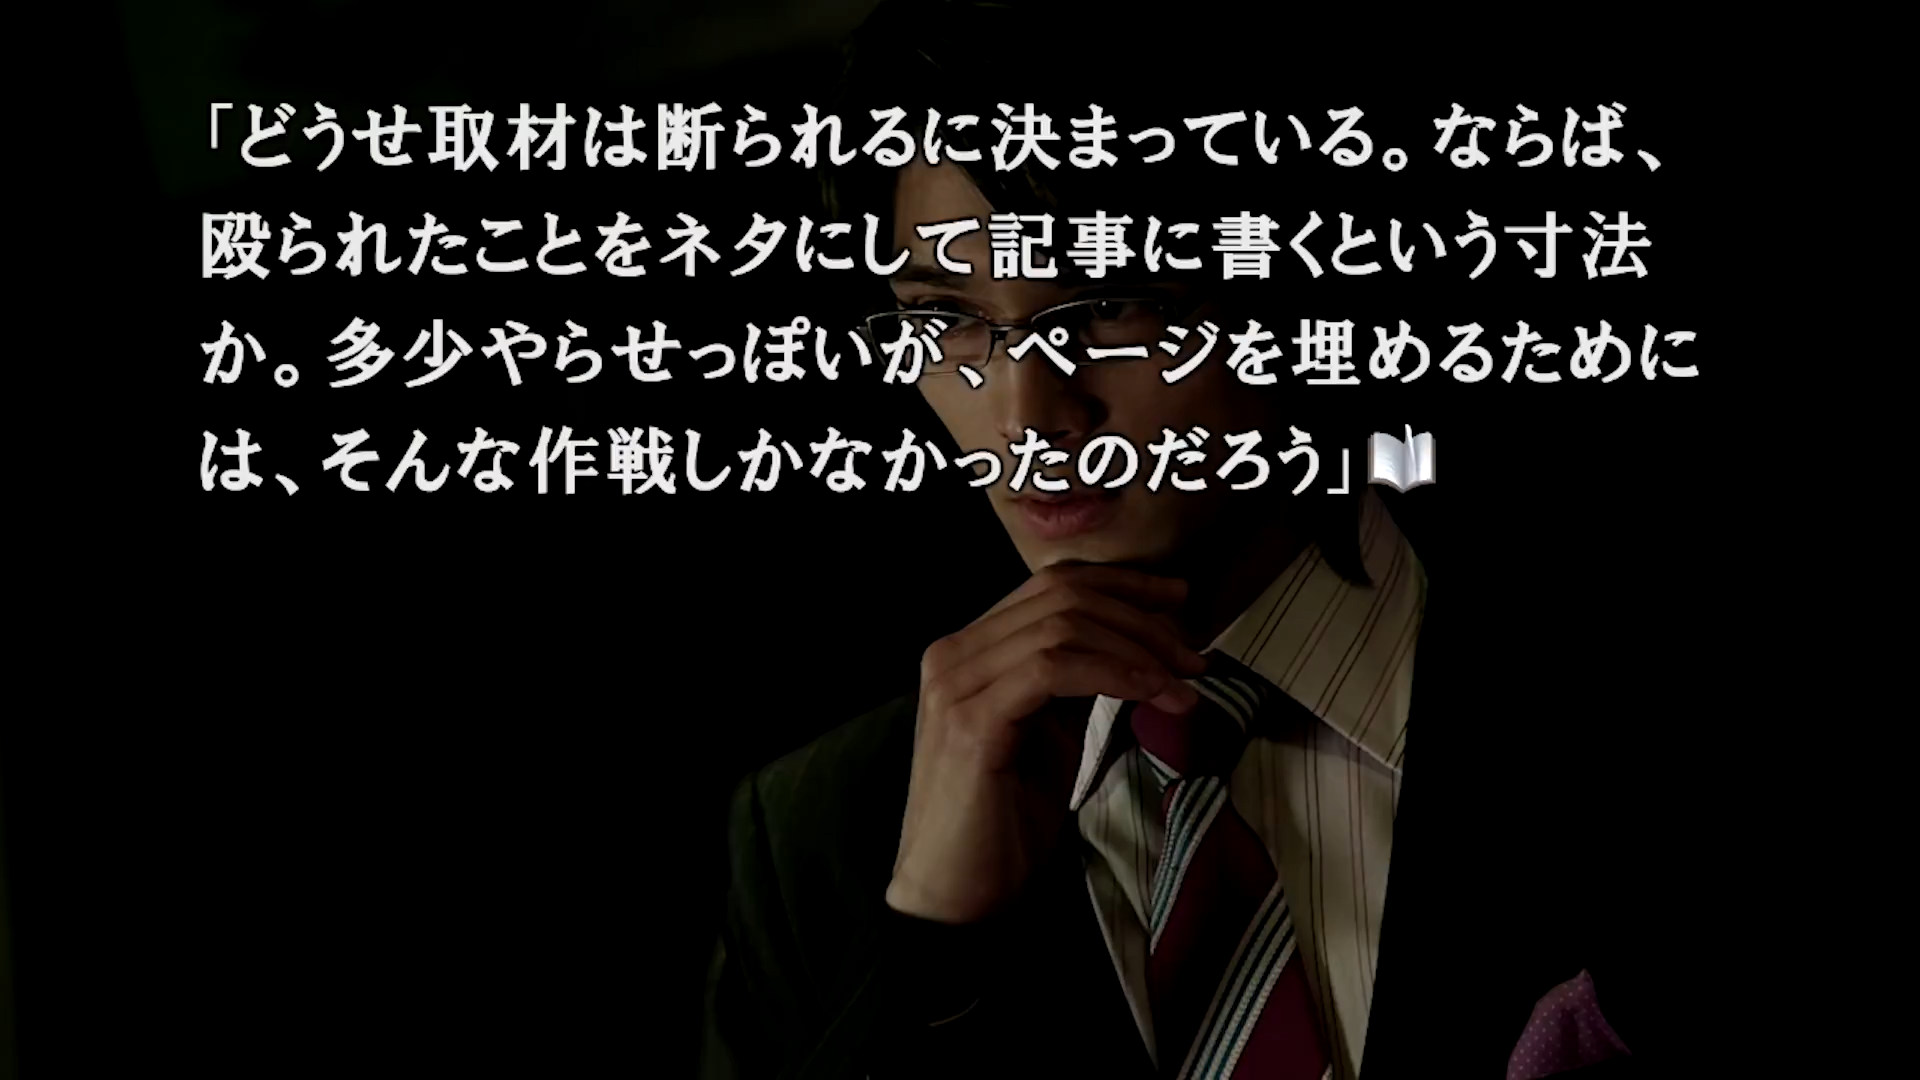 「どうせ取材は断られるに決まっている。ならば、
殴られたことをネタにして記事に書くという寸法
か。多少やらせっぽいが、ページを埋めるために
は、そんな作戦しかなかったのだろう」